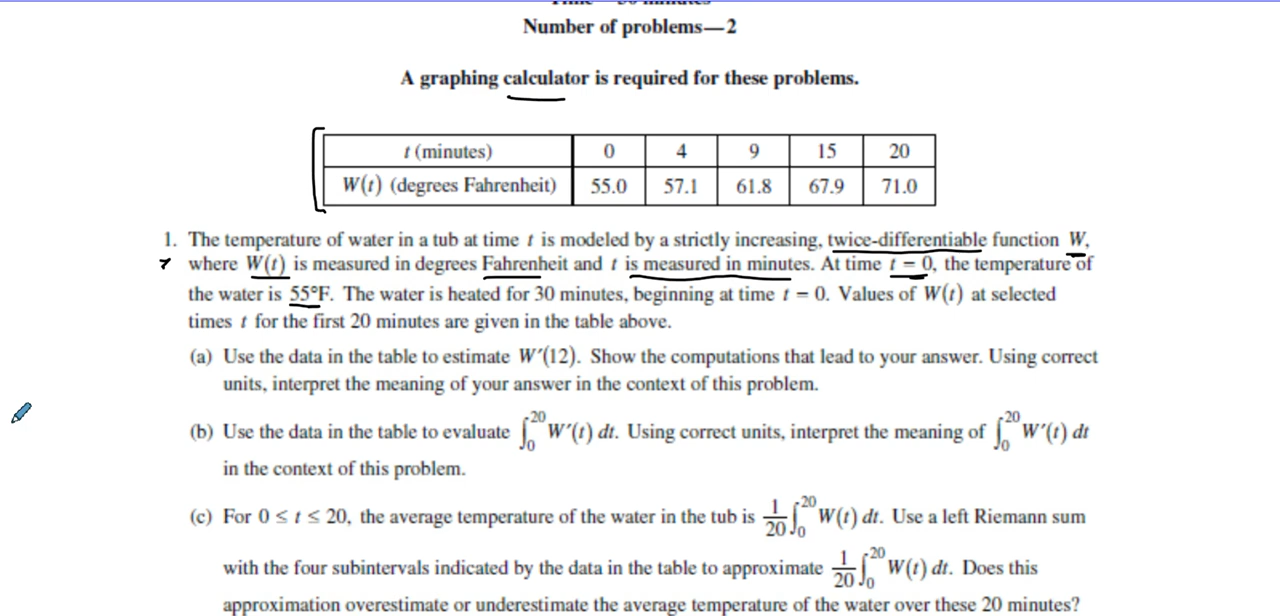 Number of problems—2
A graphing calculator is required for these problems.
t (minutes) 0 4 9 15 20
W(t) (degrees Fahrenheit) 55.0 57.1 61.8 67.9 71.0
1. The temperature of water in a tub at time t is modeled by a strictly increasing, twice-differentiable function W,
where W(t) is measured in degrees Fahrenheit and t is measured in minutes. At time t = 0, the temperature of
the water is 55°F. The water is heated for 30 minutes, beginning at time t = 0. Values of W(t) at selected
times t for the first 20 minutes are given in the table above.
(a) Use the data in the table to estimate W′(12). Show the computations that lead to your answer. Using correct
units, interpret the meaning of your answer in the context of this problem.
(b) Use the data in the table to evaluate ∫₀²⁰ W′(t) dt. Using correct units, interpret the meaning of ∫₀²⁰ W′(t) dt
in the context of this problem.
(c) For 0 ≤ t ≤ 20, the average temperature of the water in the tub is 1/20 ∫₀²⁰ W(t) dt. Use a left Riemann sum
with the four subintervals indicated by the data in the table to approximate 1/20 ∫₀²⁰ W(t) dt. Does this
approximation overestimate or underestimate the average temperature of the water over these 20 minutes?